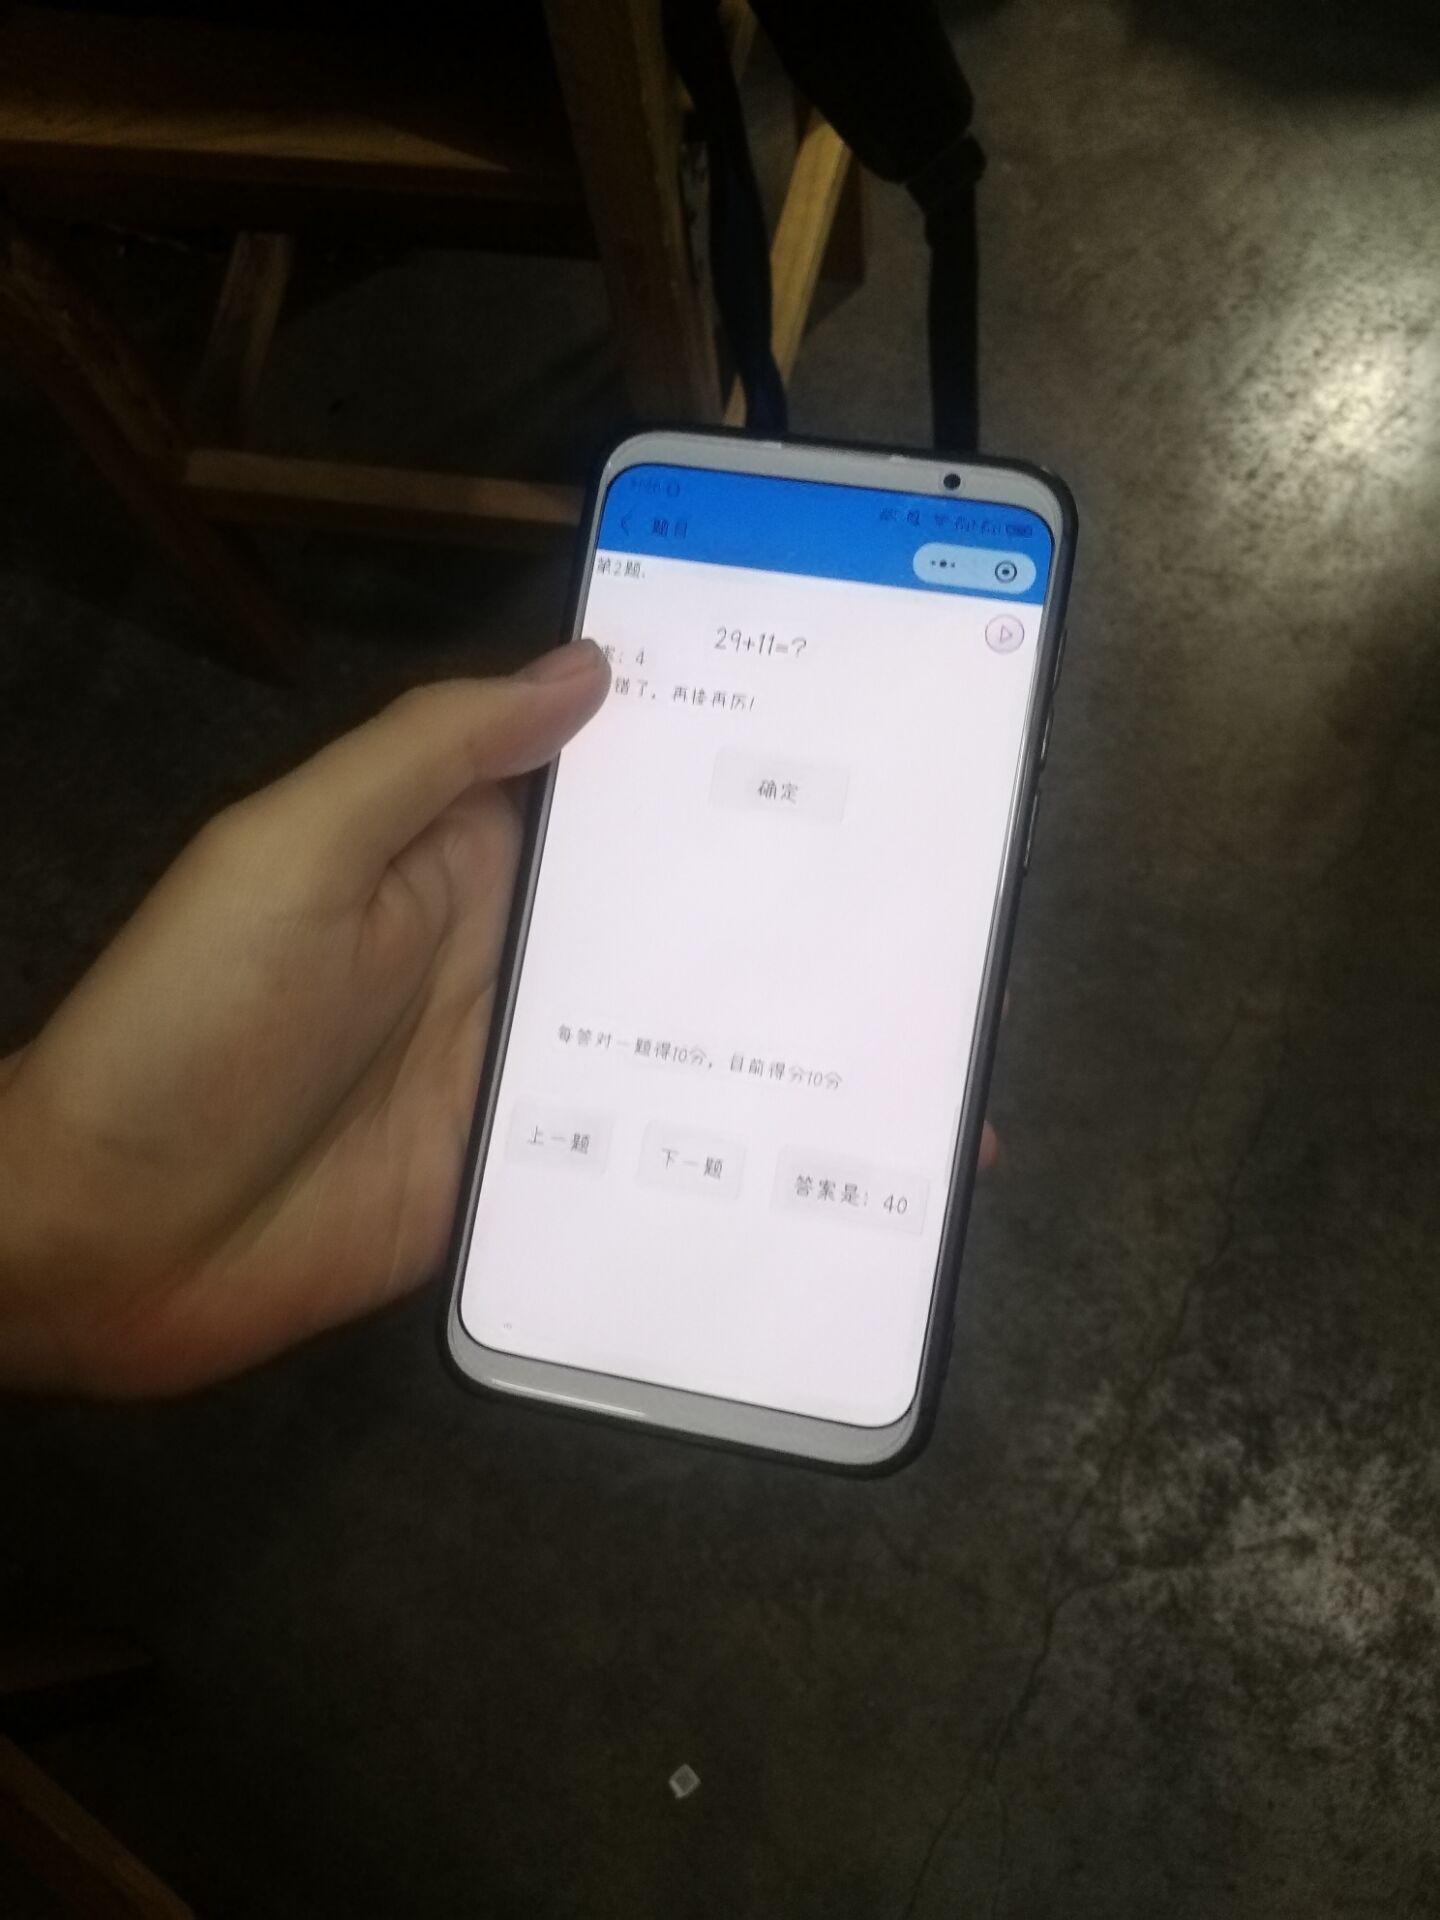 题目
第2题、
29+11=?
案：4
错了，再接再厉！
确定
每答对一题得10分，目前得分10分
上一题
下一题
答案是：40